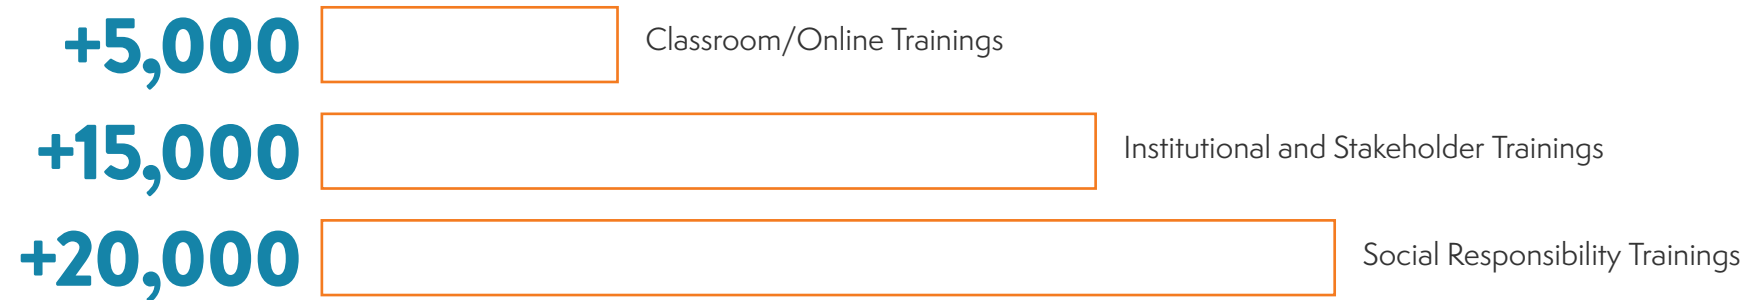 +5,000 Classroom/Online Trainings
+15,000 Institutional and Stakeholder Trainings
+20,000 Social Responsibility Trainings